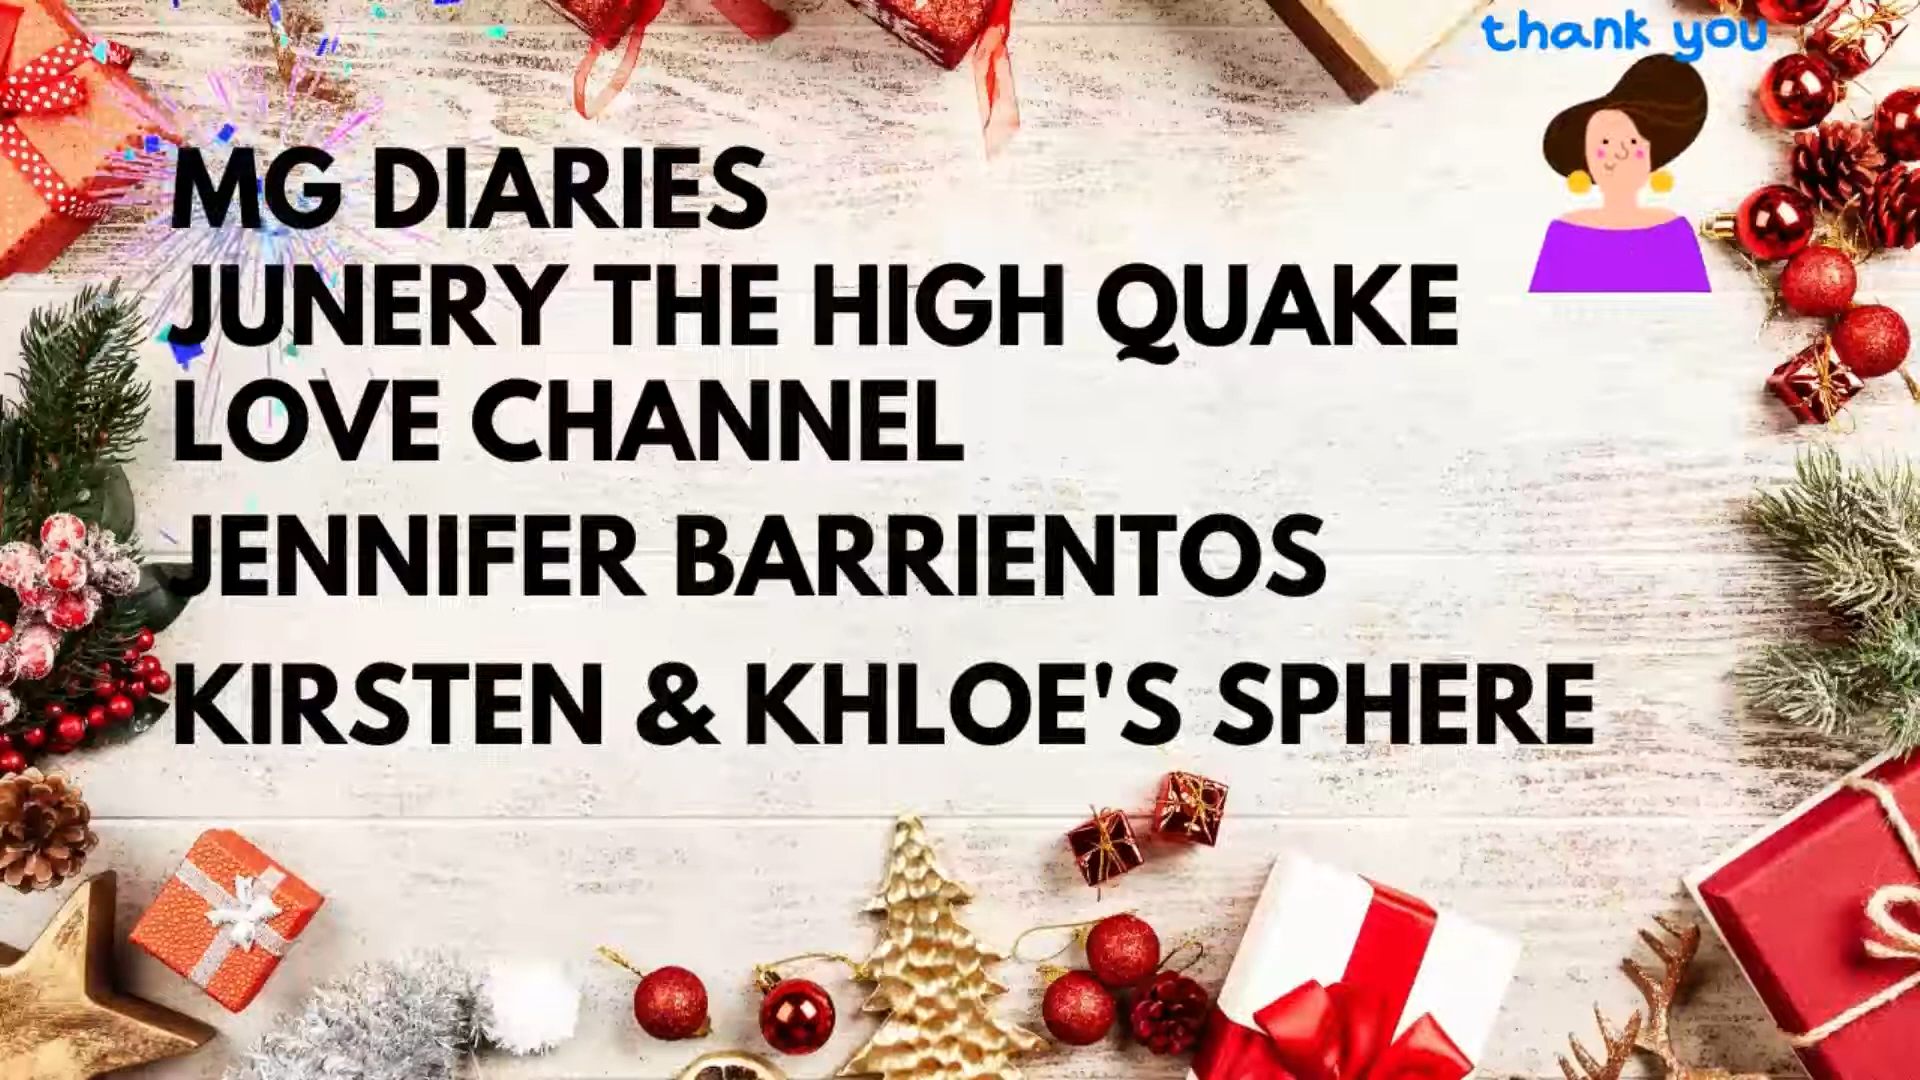 thank you
MG DIARIES
JUNERY THE HIGH QUAKE
LOVE CHANNEL
JENNIFER BARRIENTOS
KIRSTEN & KHLOE'S SPHERE